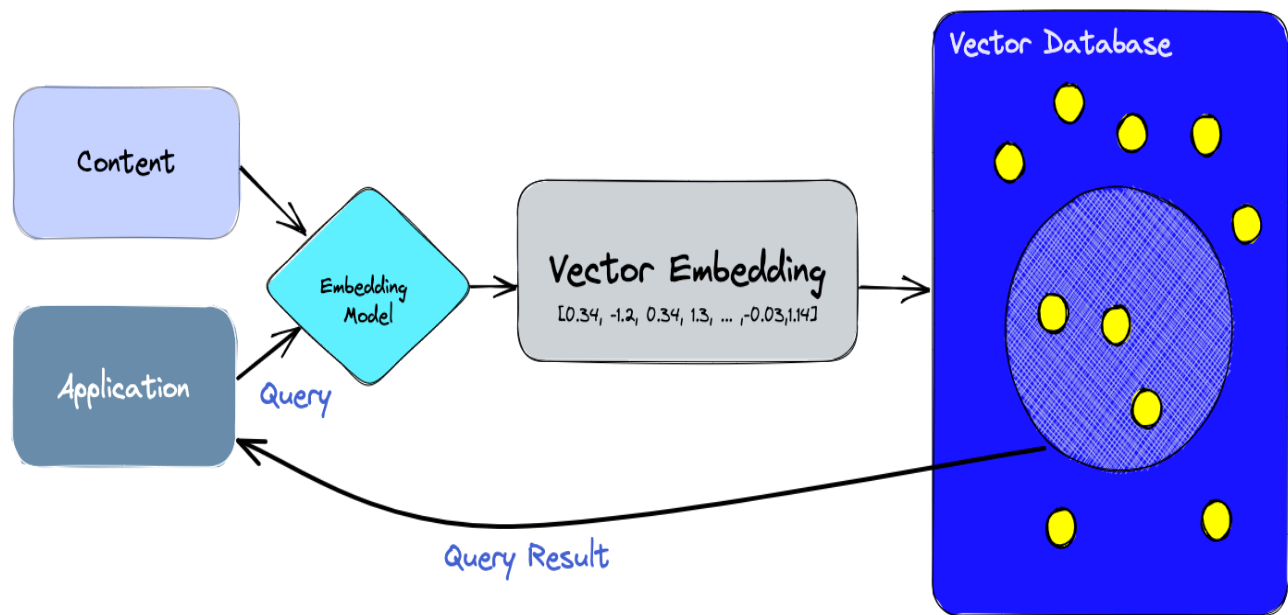 Vector Database
Content
Embedding
Model
Vector Embedding
[0.34, -1.2, 0.34, 1.3, ... ,-0.03,1.14]
Application
Query
Query Result